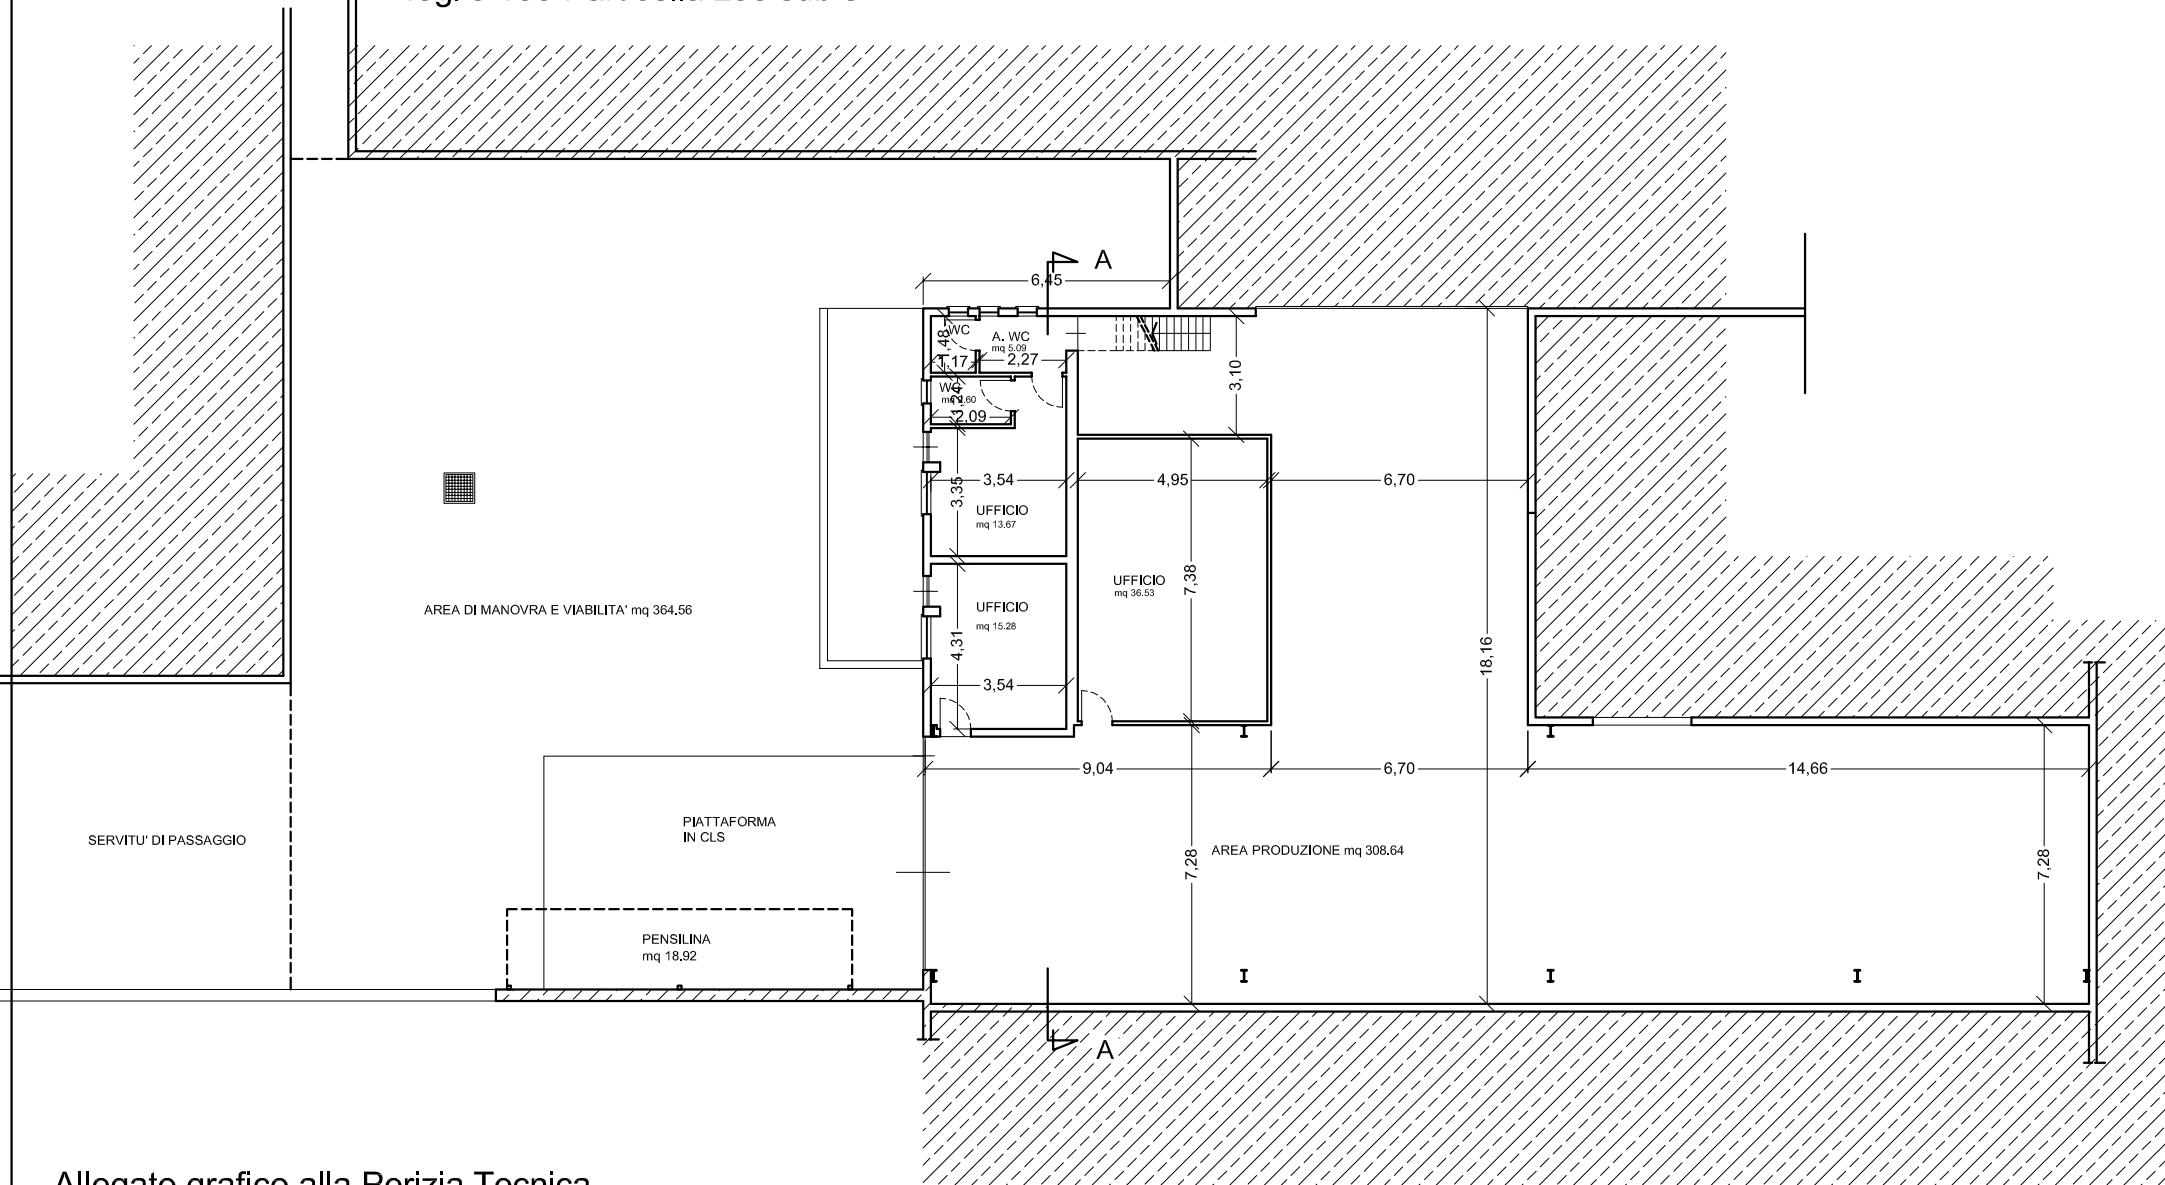 A
6,45
WC
A. WC
mq 5.09
1,48
1,17
2,27
WC
1,24
2,09
3,10
3,54
4,95
6,70
3,35
UFFICIO
mq 13.67
UFFICIO
mq 36.53
7,38
AREA DI MANOVRA E VIABILITA' mq 364.56
UFFICIO
mq 15.28
4,31
18,16
3,54
9,04
6,70
14,66
PIATTAFORMA
IN CLS
SERVITU' DI PASSAGGIO
AREA PRODUZIONE mq 308.64
7,28
7,28
PENSILINA
mq 18.92
A
Allegato grafico alla Perizia Tecnica